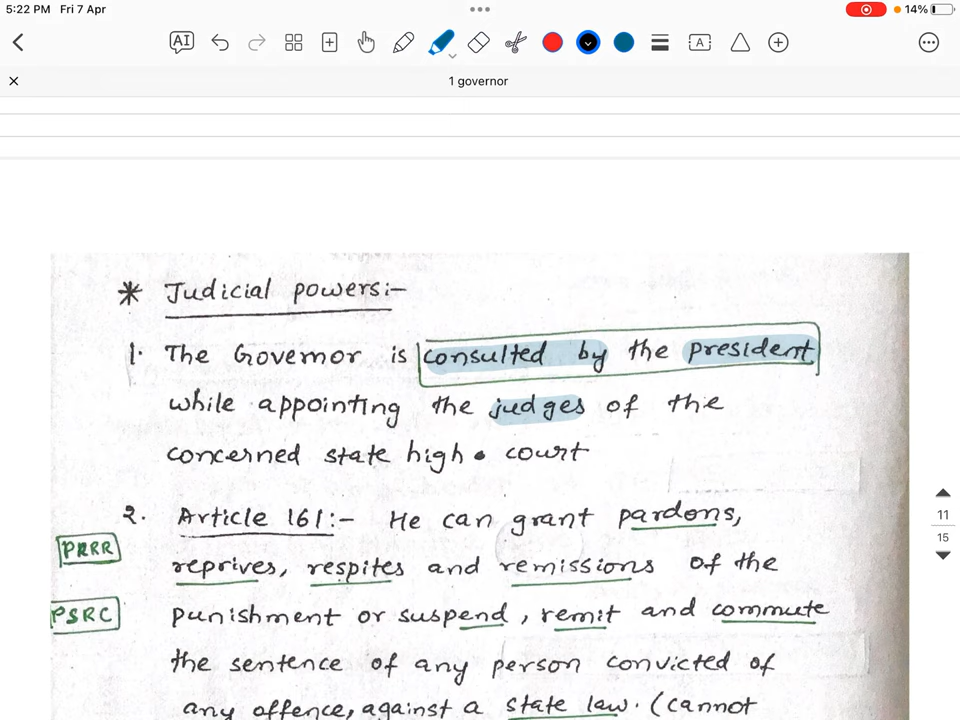 5:22 PM Fri 7 Apr
14%
AI
A
1 governor
* Judicial powers:-
1. The Governor is consulted by the president
while appointing the judges of the
concerned state high court
2. Article 161:- He can grant pardons,
PRRR
reprives, respites and remissions of the
PSRC
punishment or suspend, remit and commute
the sentence of any person convicted of
any offence, against a state law. (cannot
11
15